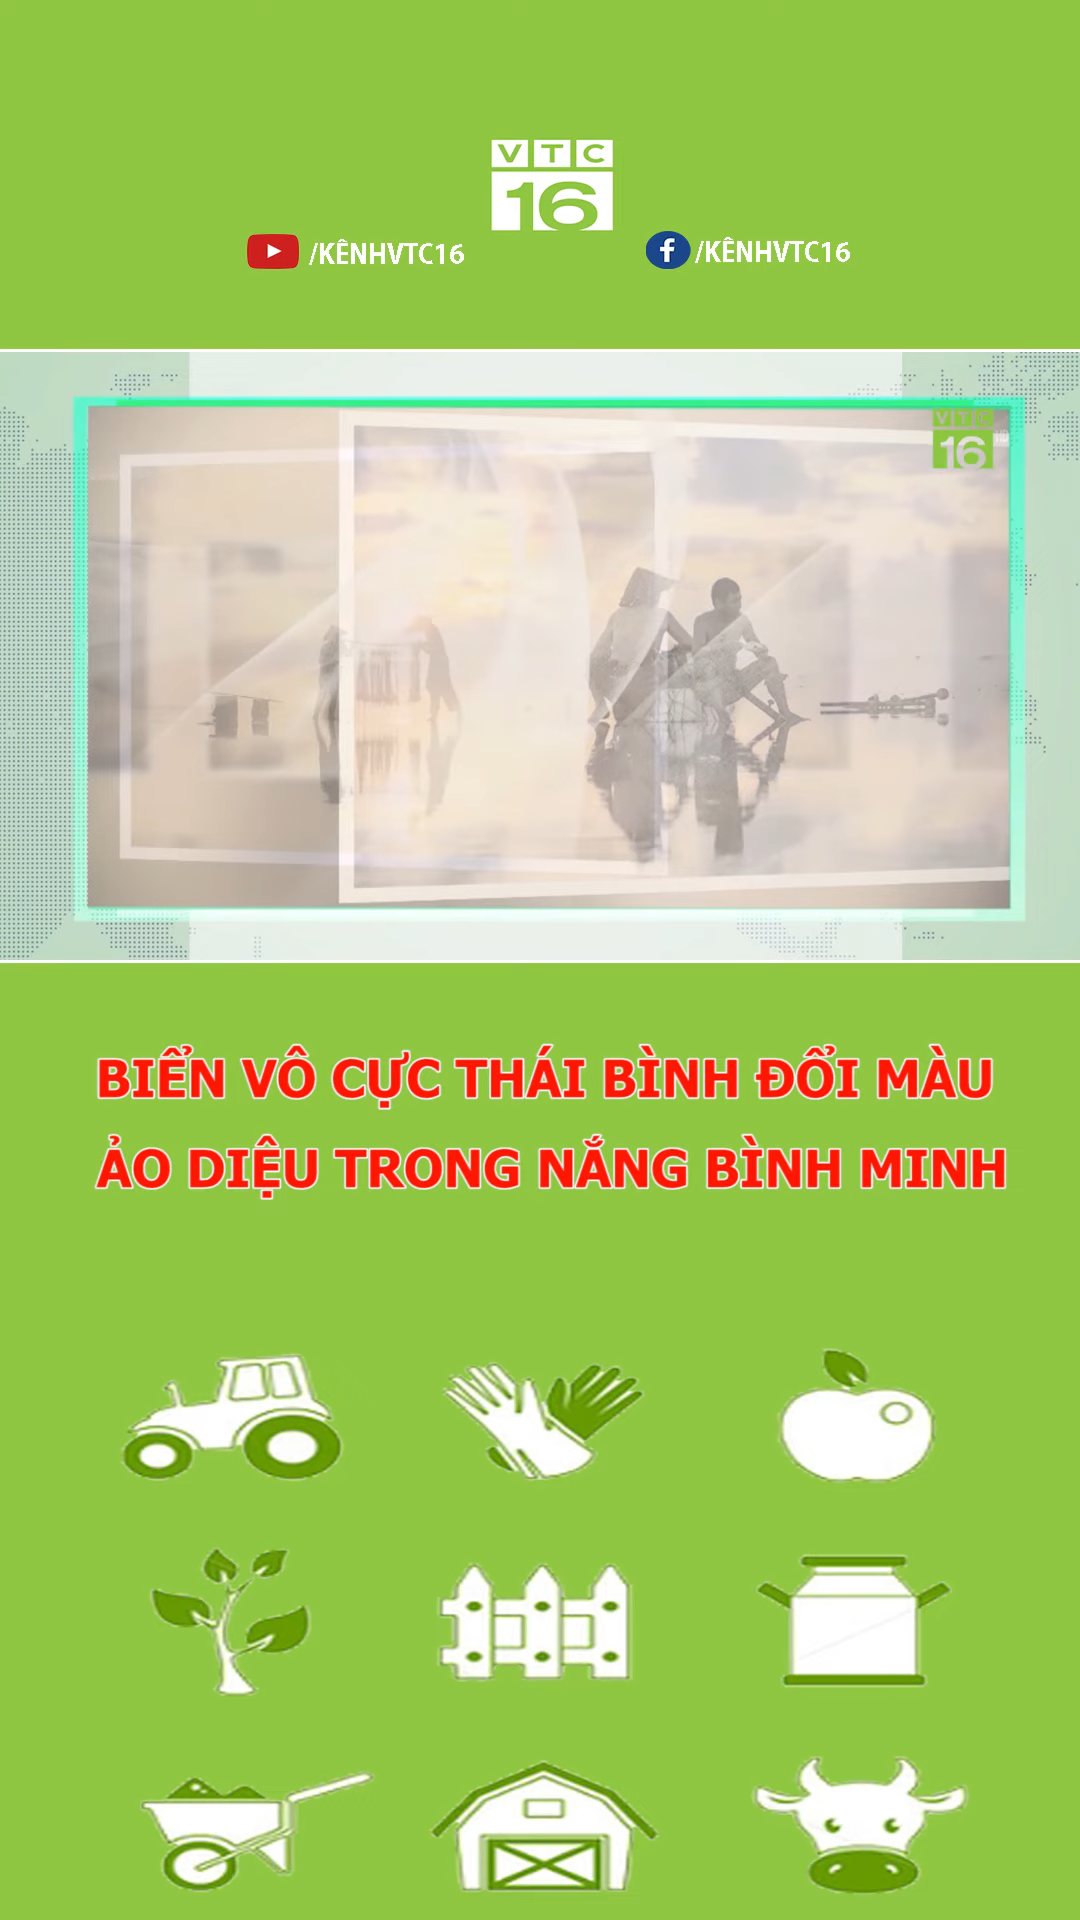 VTC
16
/KÊNHVTC16
/KÊNHVTC16
VTC
16
HD
BIỂN VÔ CỰC THÁI BÌNH ĐỔI MÀU
ẢO DIỆU TRONG NẮNG BÌNH MINH